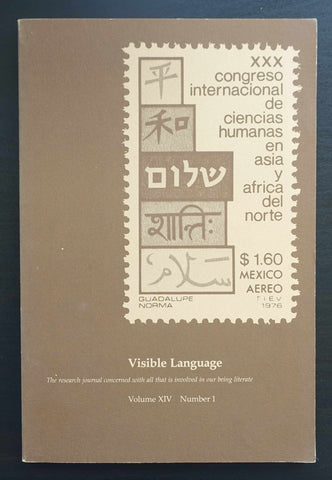 XXX
congreso
internacional
de
ciencias
humanas
en
asia
y
africa
del
norte
平
和
שלום
शान्तिः
سلام
$ 1.60
MEXICO
AEREO
GUADALUPE
NORMA
T.I.E.V.
1976
Visible Language
The research journal concerned with all that is involved in our being literate
Volume XIV Number 1